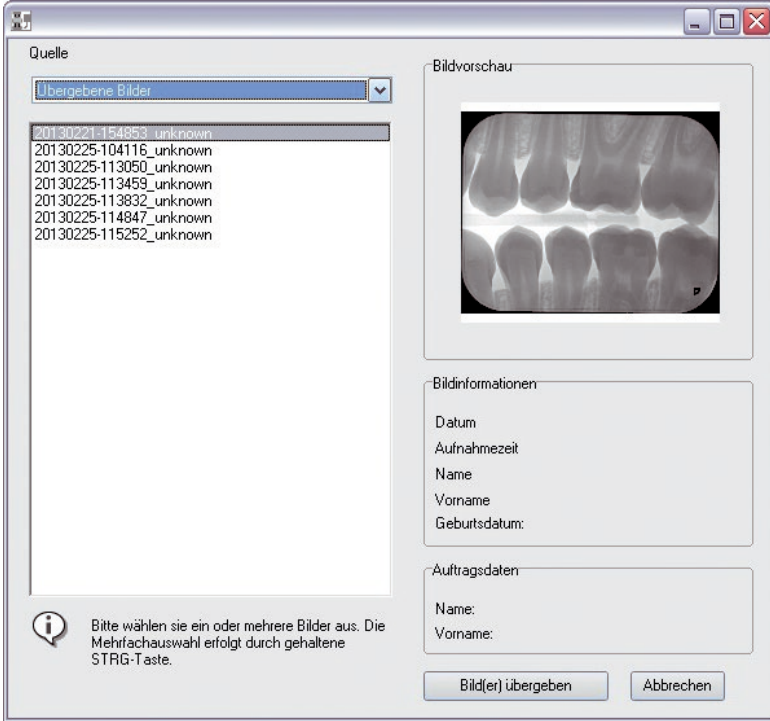 Quelle
Übergebene Bilder
20130221-154853_unknown
20130225-104116_unknown
20130225-113050_unknown
20130225-113459_unknown
20130225-113832_unknown
20130225-114847_unknown
20130225-115252_unknown
Bitte wählen sie ein oder mehrere Bilder aus. Die
Mehrfachauswahl erfolgt durch gehaltene
STRG-Taste.
Bildvorschau
Bildinformationen
Datum
Aufnahmezeit
Name
Vorname
Geburtsdatum:
Auftragsdaten
Name:
Vorname:
Bild(er) übergeben
Abbrechen